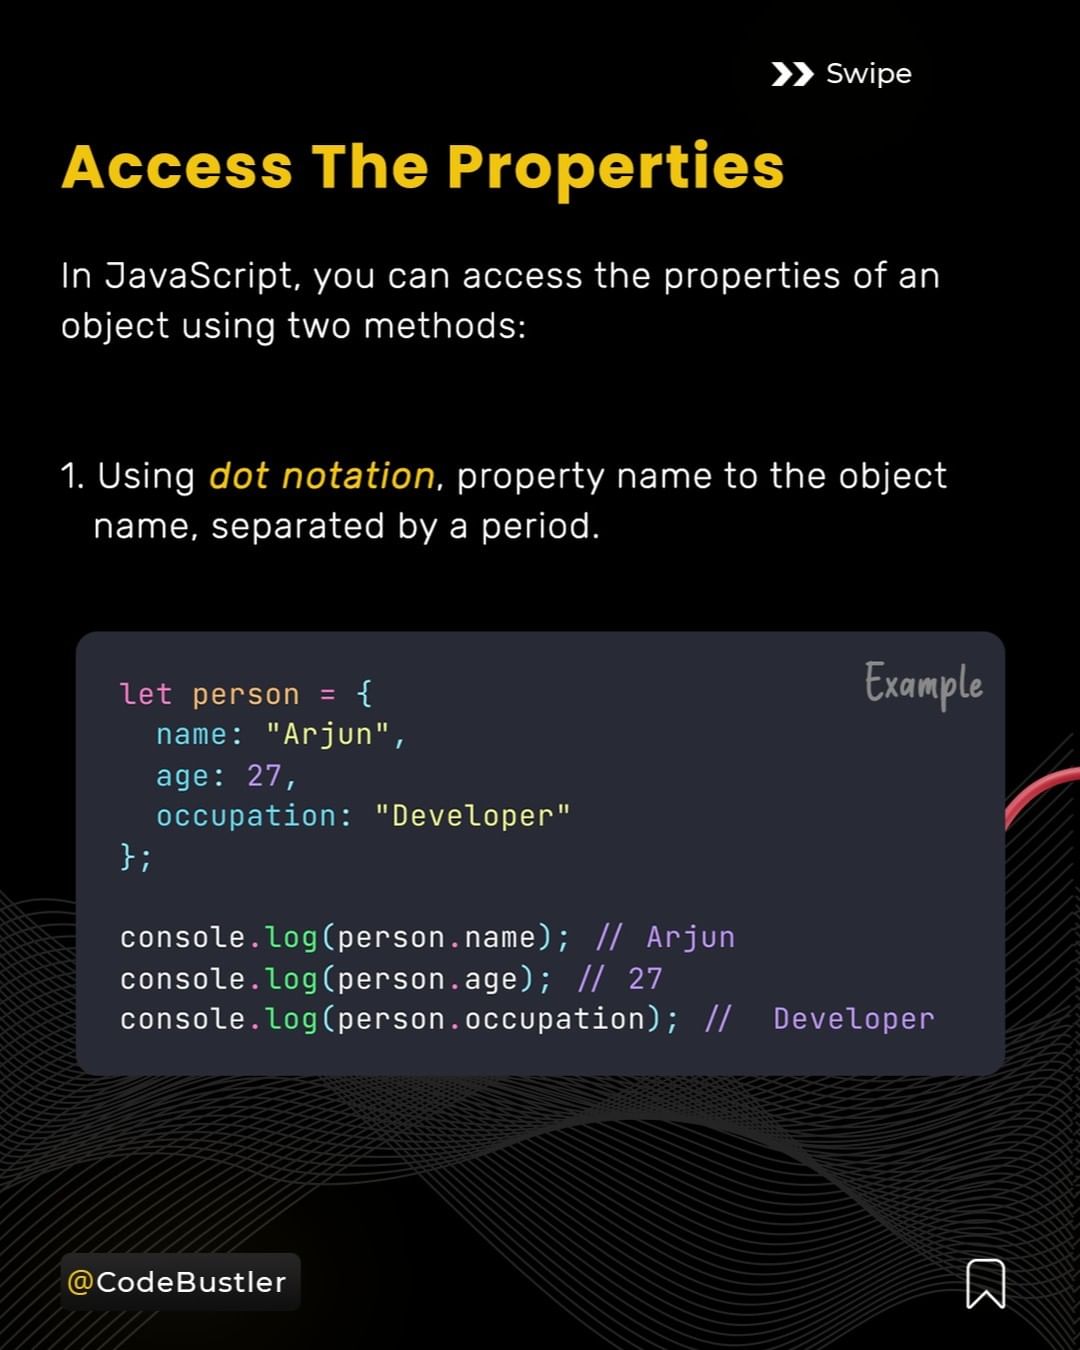 Swipe
Access The Properties
In JavaScript, you can access the properties of an
object using two methods:
1. Using dot notation, property name to the object
name, separated by a period.
Example
let person = {
  name: "Arjun",
  age: 27,
  occupation: "Developer"
};
console.log(person.name); // Arjun
console.log(person.age); // 27
console.log(person.occupation); //  Developer
@CodeBustler